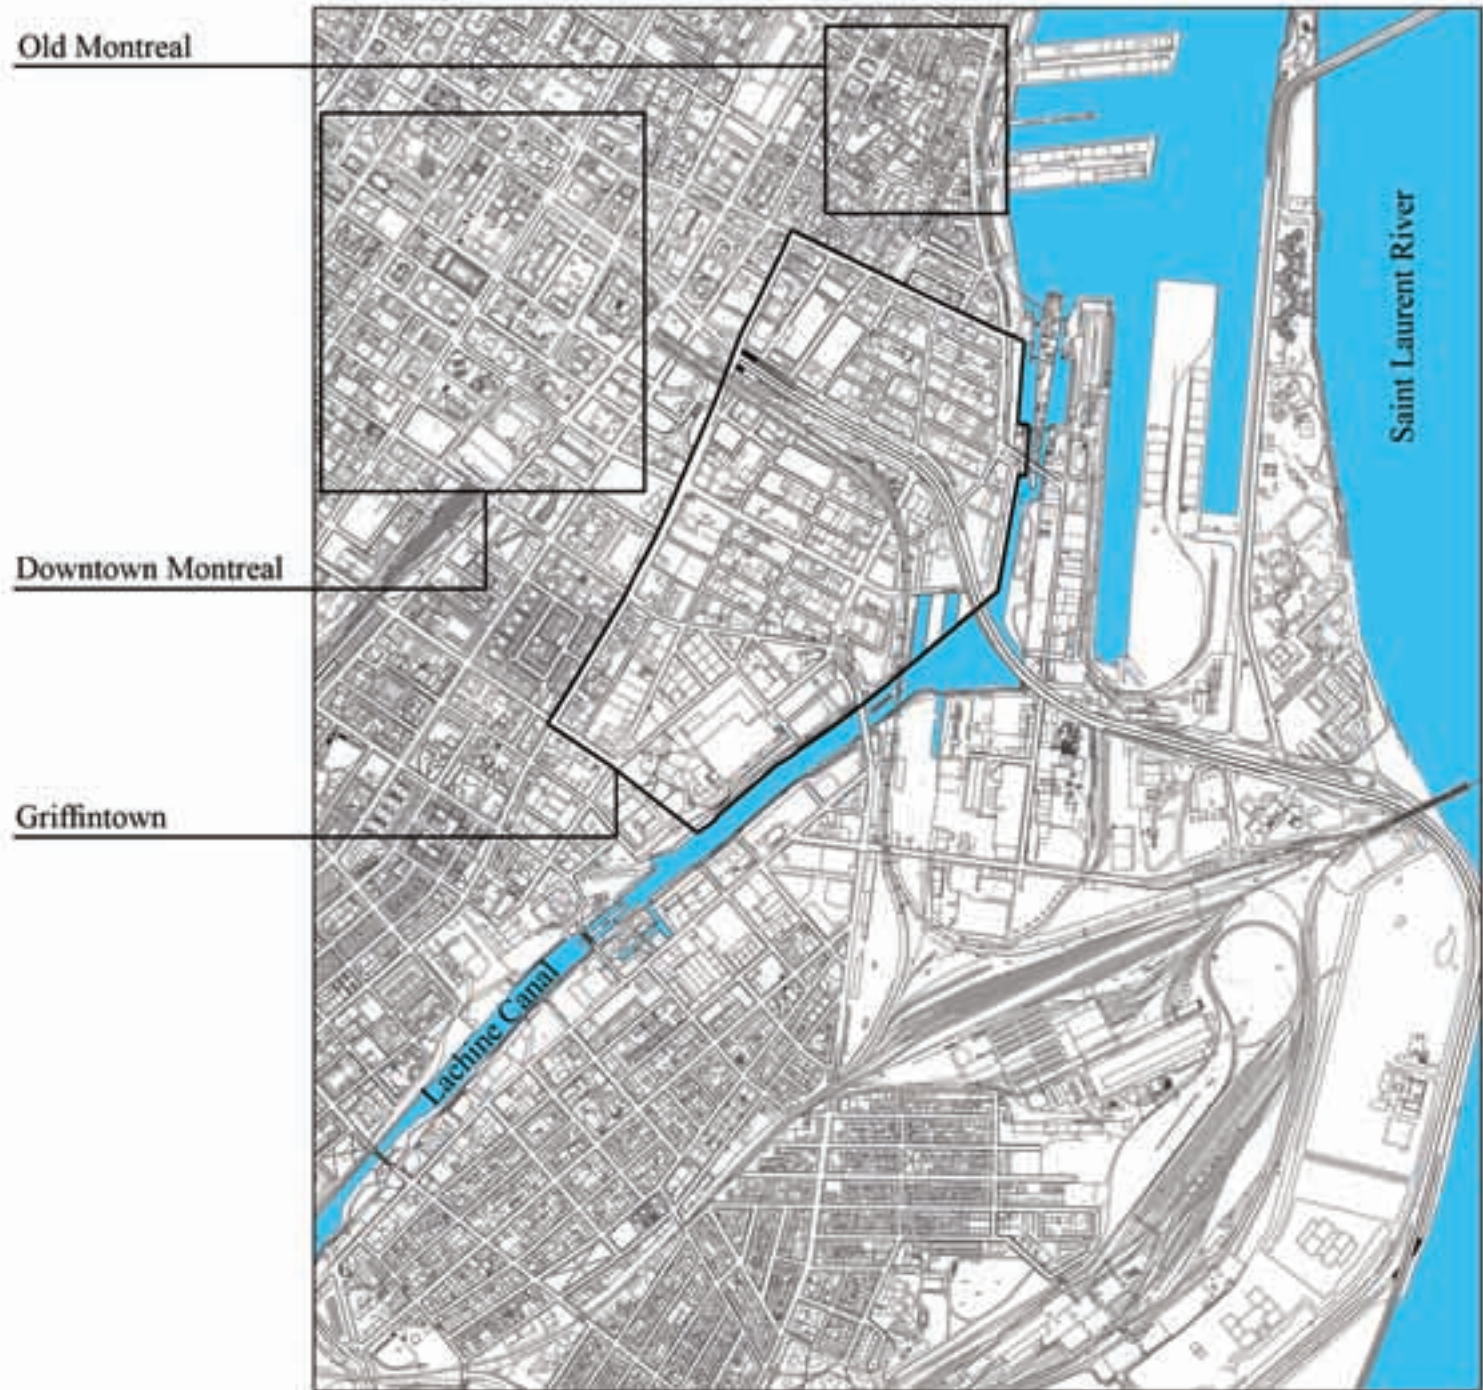 Old Montreal
Saint Laurent River
Downtown Montreal
Griffintown
Lachine Canal